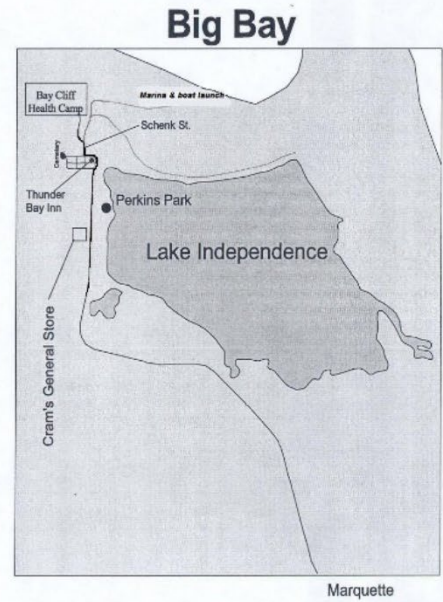 Big Bay
Bay Cliff
Health Camp
Marina & boat launch
Schenk St.
Cemetery
Thunder
Bay Inn
Perkins Park
Lake Independence
Cram's General Store
Marquette